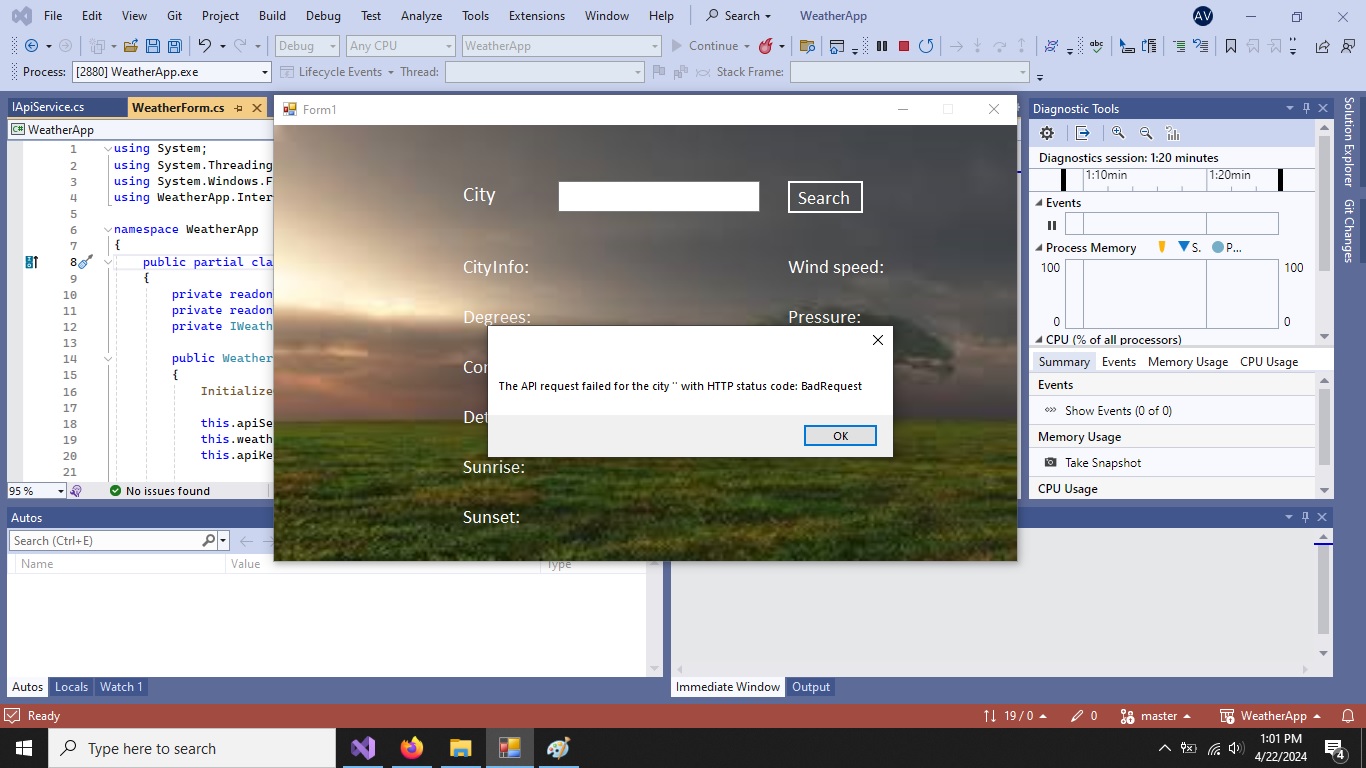 File Edit View Git Project Build Debug Test Analyze Tools Extensions Window Help Search WeatherApp AV
Debug Any CPU WeatherApp Continue
Process: [2880] WeatherApp.exe Lifecycle Events Thread: Stack Frame:
IApiService.cs WeatherForm.cs
WeatherApp
1 using System;
2 using System.Threading
3 using System.Windows.F
4 using WeatherApp.Inter
5
6 namespace WeatherApp
7 {
8 public partial cla
9 {
10 private readon
11 private readon
12 private IWeath
13
14 public Weather
15 {
16 Initialize
17
18 this.apiSe
19 this.weath
20 this.apiKe
21
95 % No issues found
Form1
City Search
CityInfo: Wind speed:
Degrees: Pressure:
Con
Det
Sunrise:
Sunset:
The API request failed for the city '' with HTTP status code: BadRequest
OK
Diagnostic Tools
Diagnostics session: 1:20 minutes
1:10min 1:20min
Events
Process Memory S. P...
100 100
0 0
CPU (% of all processors)
Summary Events Memory Usage CPU Usage
Events
Show Events (0 of 0)
Memory Usage
Take Snapshot
CPU Usage
Solution Explorer
Git Changes
Autos
Search (Ctrl+E)
Name Value Type
Autos Locals Watch 1
Immediate Window Output
Ready 19 / 0 0 master WeatherApp
Type here to search
1:01 PM
4/22/2024
4